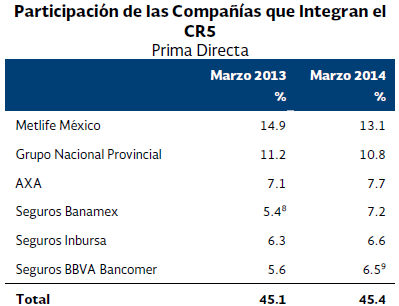 Participación de las Compañías que Integran el
CR5
Prima Directa
Marzo 2013 Marzo 2014
% %
Metlife México 14.9 13.1
Grupo Nacional Provincial 11.2 10.8
AXA 7.1 7.7
Seguros Banamex 5.4⁸ 7.2
Seguros Inbursa 6.3 6.6
Seguros BBVA Bancomer 5.6 6.5⁹
Total 45.1 45.4